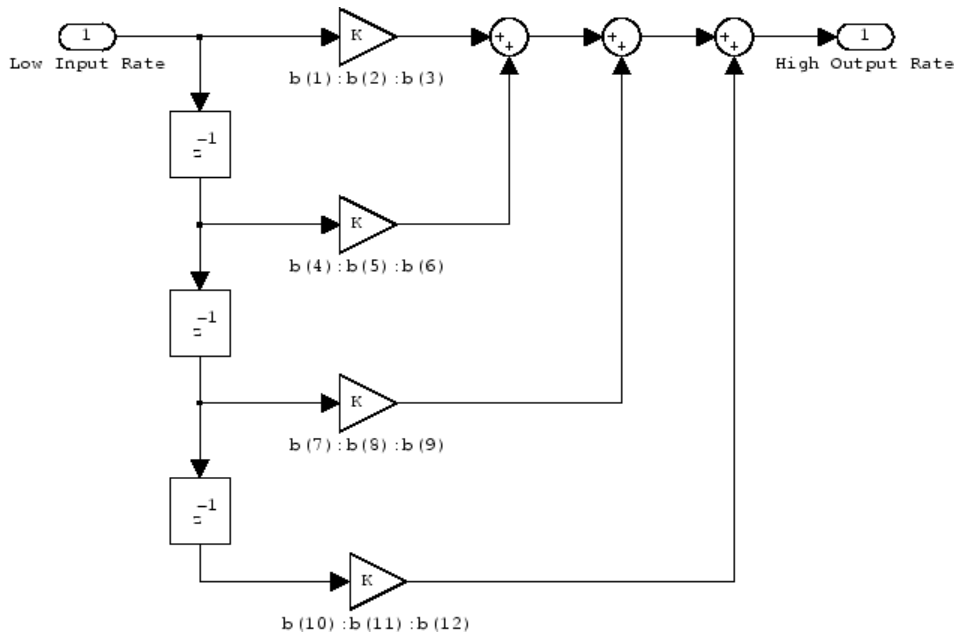 1
Low Input Rate
K
b(1):b(2):b(3)
+
+
+
+
+
+
1
High Output Rate
z⁻¹
K
b(4):b(5):b(6)
z⁻¹
K
b(7):b(8):b(9)
z⁻¹
K
b(10):b(11):b(12)